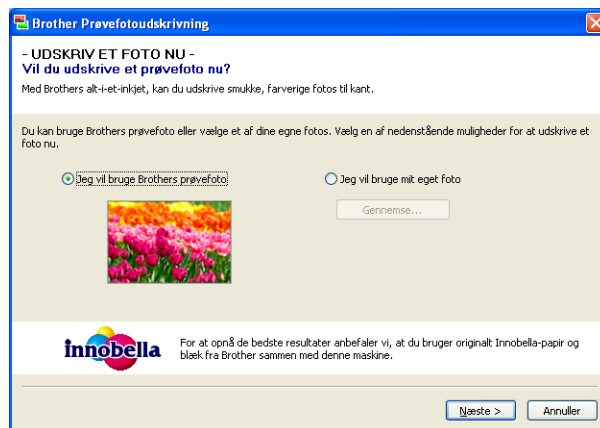 Brother Prøvefotoudskrivning
- UDSKRIV ET FOTO NU -
Vil du udskrive et prøvefoto nu?
Med Brothers alt-i-et-inkjet, kan du udskrive smukke, farverige fotos til kant.
Du kan bruge Brothers prøvefoto eller vælge et af dine egne fotos. Vælg en af nedenstående muligheder for at udskrive et
foto nu.
Jeg vil bruge Brothers prøvefoto
Jeg vil bruge mit eget foto
Gennemse...
innobella
For at opnå de bedste resultater anbefaler vi, at du bruger originalt Innobella-papir og
blæk fra Brother sammen med denne maskine.
Næste >
Annuller